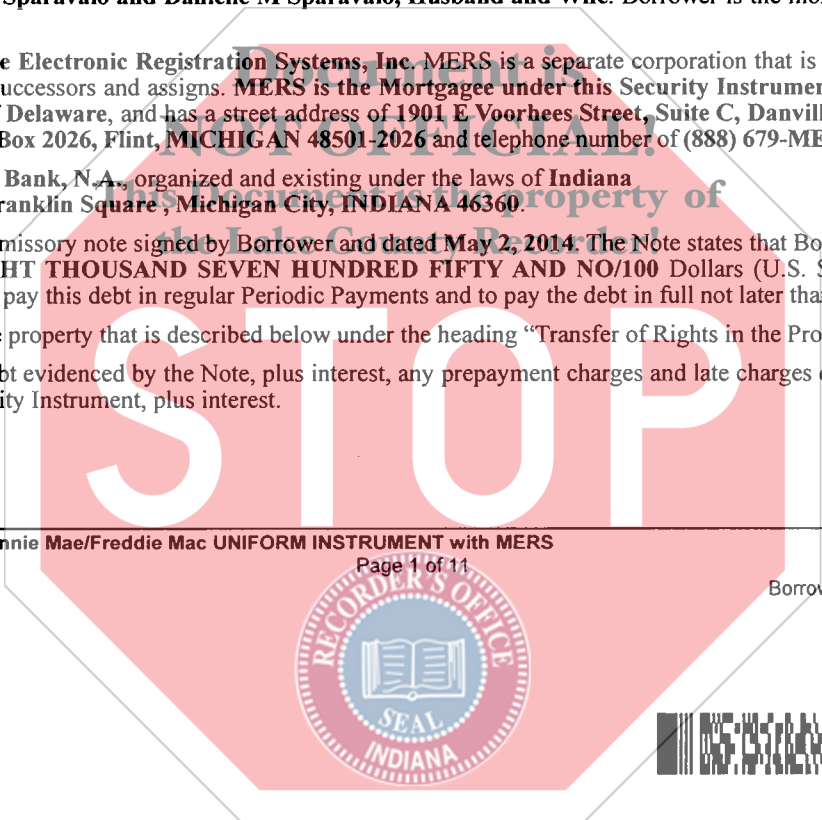 Sparavalo and Danielle M Sparavalo, Husband and Wife. Borrower is the mo
e Electronic Registration Systems, Inc. MERS is a separate corporation that is
uccessors and assigns. MERS is the Mortgagee under this Security Instrumen
f Delaware, and has a street address of 1901 E Voorhees Street, Suite C, Danvill
Box 2026, Flint, MICHIGAN 48501-2026 and telephone number of (888) 679-ME
Bank, N.A., organized and existing under the laws of Indiana
ranklin Square , Michigan City, INDIANA 46360.
missory note signed by Borrower and dated May 2, 2014. The Note states that Bo
HT THOUSAND SEVEN HUNDRED FIFTY AND NO/100 Dollars (U.S. $
pay this debt in regular Periodic Payments and to pay the debt in full not later tha
e property that is described below under the heading “Transfer of Rights in the Pro
bt evidenced by the Note, plus interest, any prepayment charges and late charges
ity Instrument, plus interest.
Document is
NOT OFFICIAL!
This Document is the property of
the Lake County Recorder!
STOP
nnie Mae/Freddie Mac UNIFORM INSTRUMENT with MERS
Page 1 of 11
Borrow
RECORDER'S OFFICE
SEAL
INDIANA